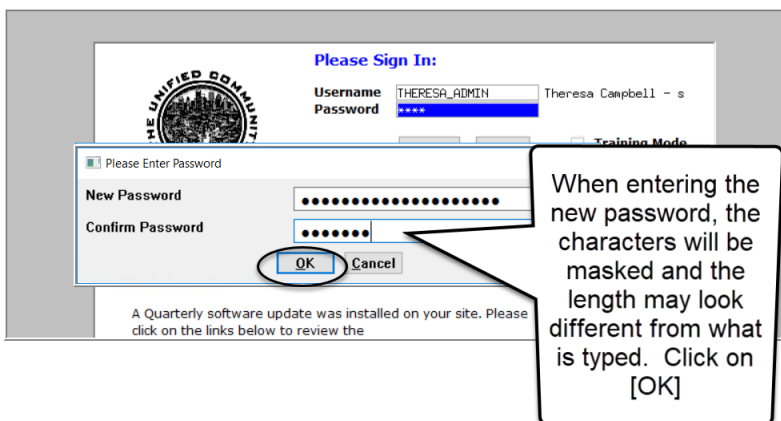 Please Sign In:
Username THERESA_ADMIN Theresa Campbell - s
Password ****
THE UNIFIED COMMUNIT
Training Mode
Please Enter Password
New Password ●●●●●●●●●●●●●●●●●●●●
Confirm Password ●●●●●●●
OK Cancel
A Quarterly software update was installed on your site. Please
click on the links below to review the
When entering the
new password, the
characters will be
masked and the
length may look
different from what
is typed. Click on
[OK]